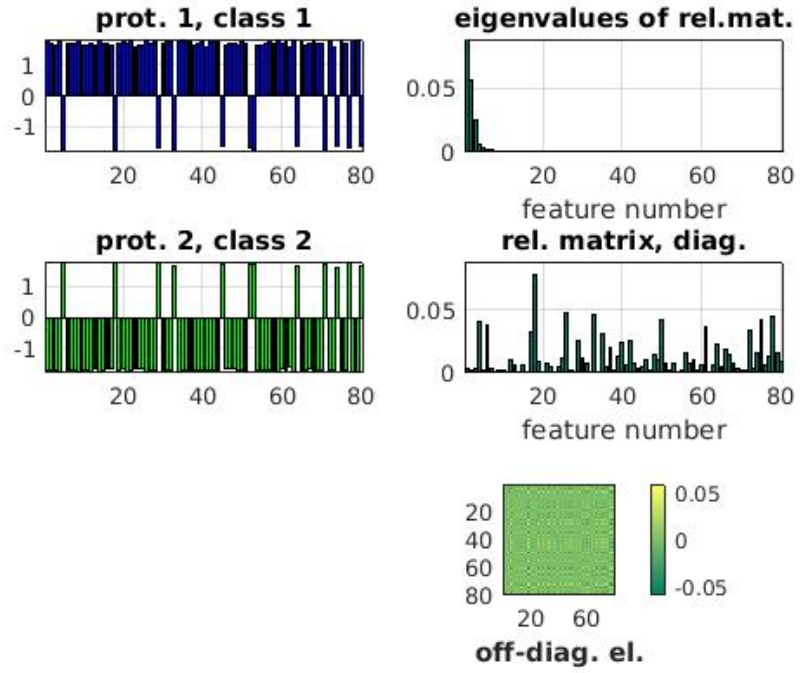 prot. 1, class 1
1
0
-1
20 40 60 80
eigenvalues of rel.mat.
0.05
0
20 40 60 80
feature number
prot. 2, class 2
1
0
-1
20 40 60 80
rel. matrix, diag.
0.05
0
20 40 60 80
feature number
20
40
60
80
20 60
0.05
0
-0.05
off-diag. el.